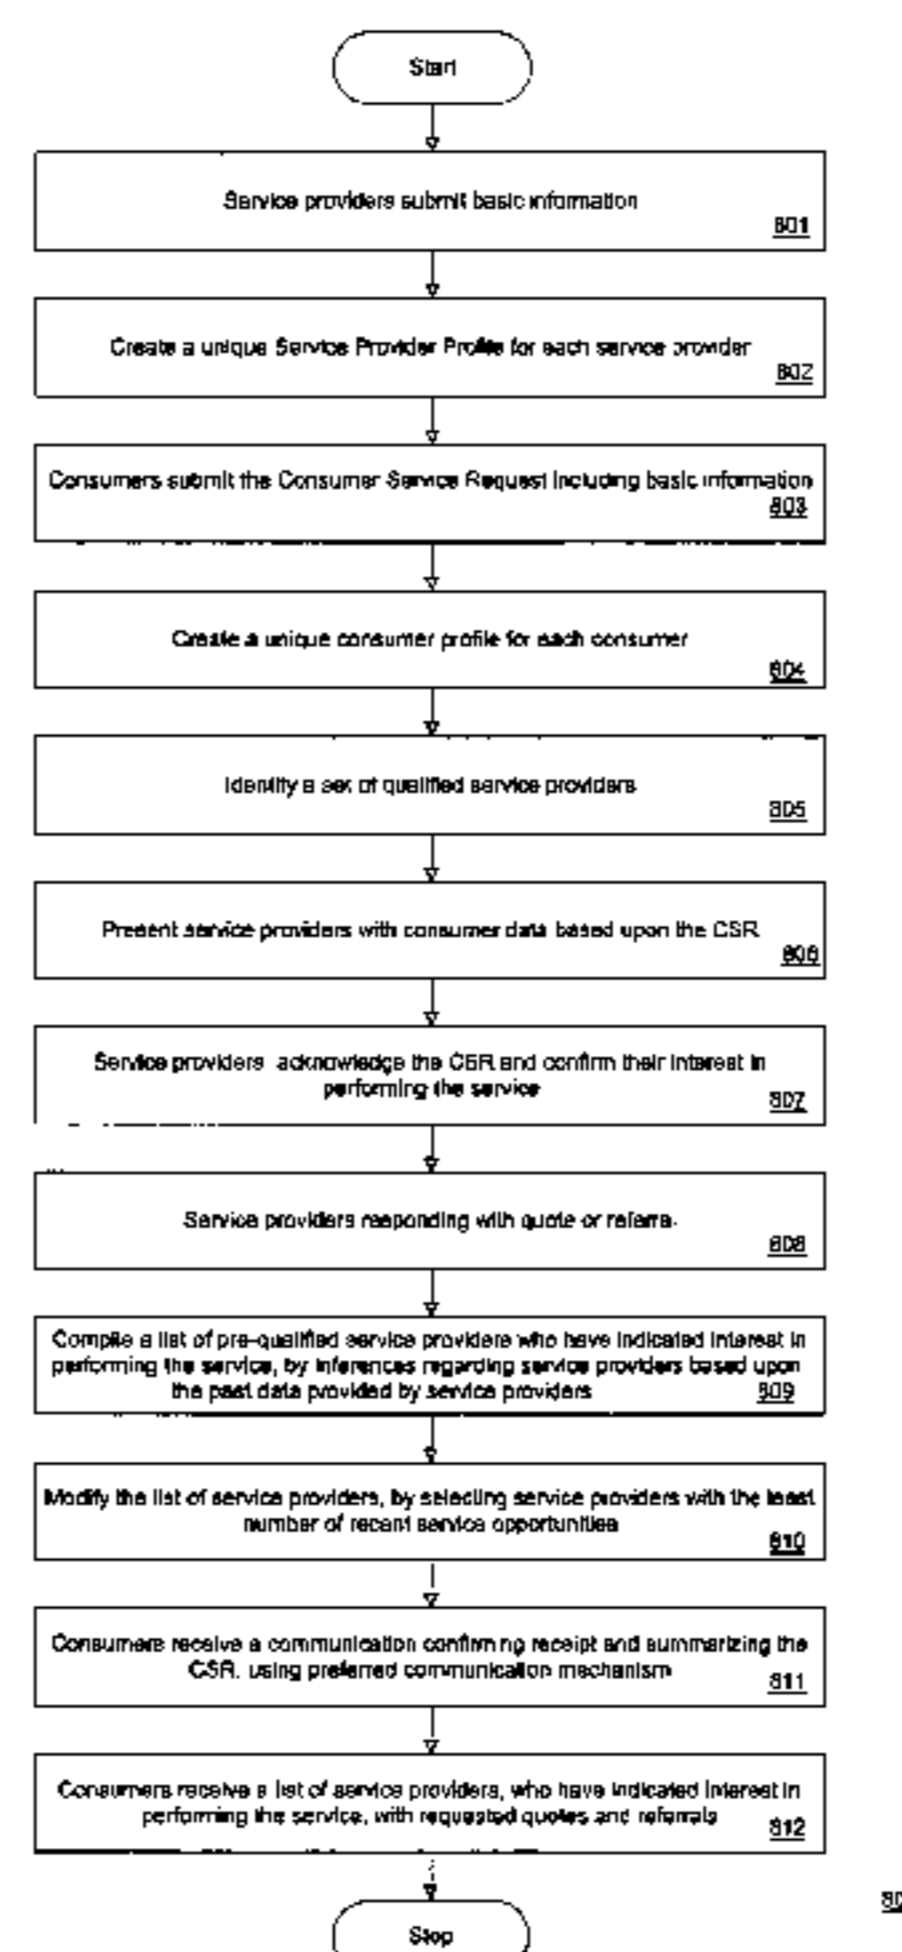 Start
Service providers submit basic information
801
Create a unique Service Provider Profile for each service provider
802
Consumers submit the Consumer Service Request including basic information
803
Create a unique consumer profile for each consumer
804
Identify a set of qualified service providers
805
Present service providers with consumer data based upon the CSR
806
Service providers acknowledge the CSR and confirm their interest in
performing the service
807
Service providers responding with quote or referral
808
Compile a list of pre-qualified service providers who have indicated interest in
performing the service, by inferences regarding service providers based upon
the past data provided by service providers
809
Modify the list of service providers, by selecting service providers with the least
number of recent service opportunities
810
Consumers receive a communication confirming receipt and summarizing the
CSR, using preferred communication mechanism
811
Consumers receive a list of service providers, who have indicated interest in
performing the service, with requested quotes and referrals
812
Stop